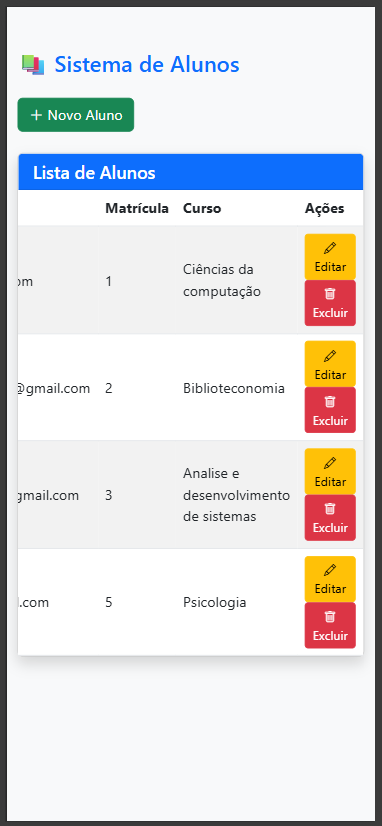 Sistema de Alunos
+ Novo Aluno
Lista de Alunos
Matrícula Curso Ações
om 1 Ciências da computação Editar Excluir
@gmail.com 2 Biblioteconomia Editar Excluir
gmail.com 3 Analise e desenvolvimento de sistemas Editar Excluir
l.com 5 Psicologia Editar Excluir